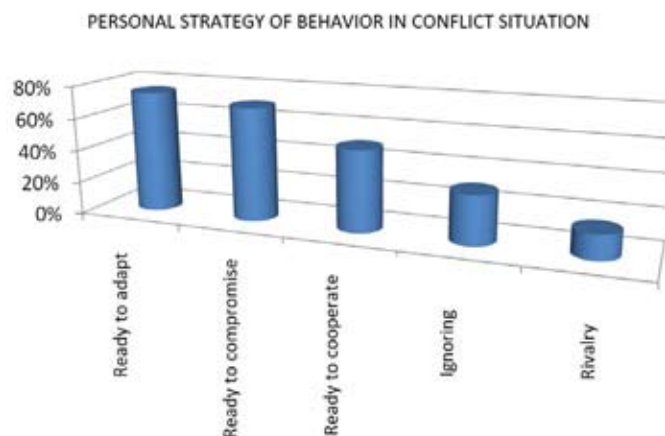 PERSONAL STRATEGY OF BEHAVIOR IN CONFLICT SITUATION
80%
60%
40%
20%
0%
Ready to adapt
Ready to compromise
Ready to cooperate
Ignoring
Rivalry